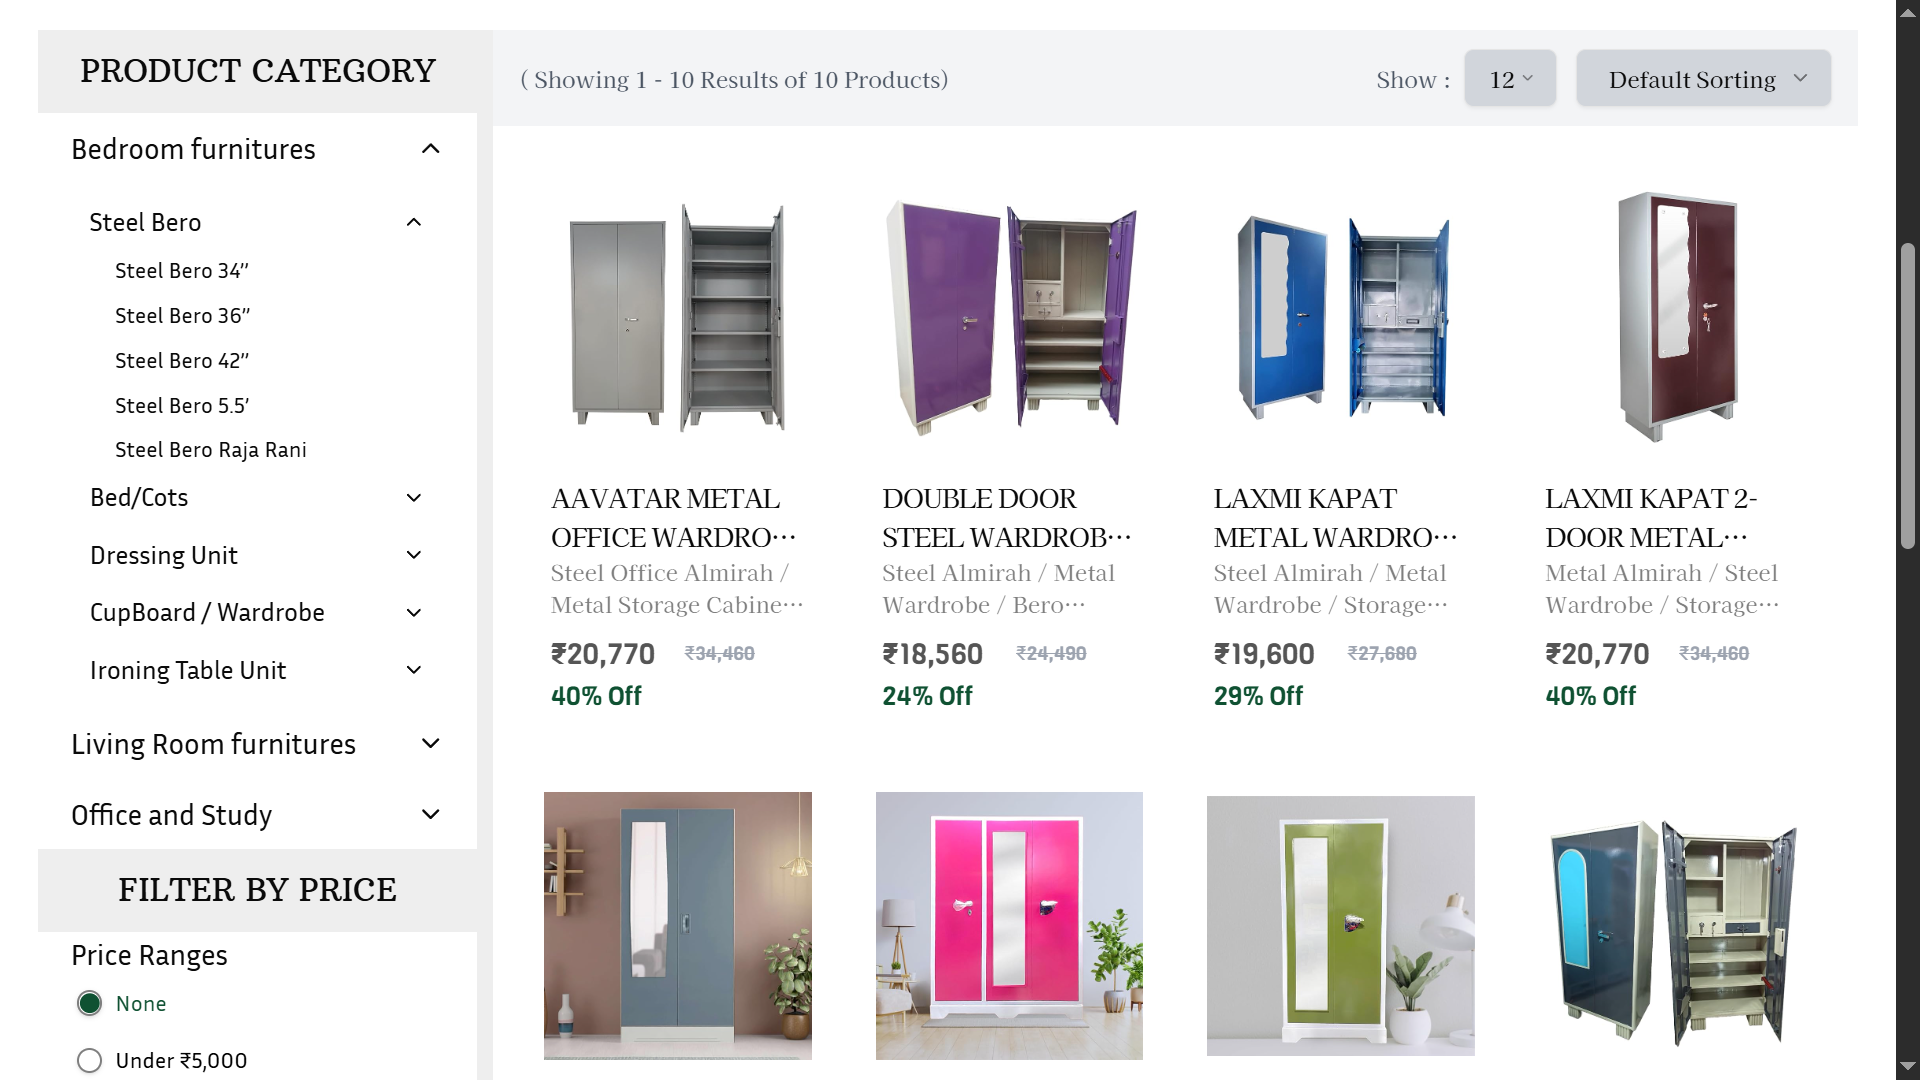 PRODUCT CATEGORY
Bedroom furnitures
Steel Bero
Steel Bero 34”
Steel Bero 36”
Steel Bero 42”
Steel Bero 5.5’
Steel Bero Raja Rani
Bed/Cots
Dressing Unit
CupBoard / Wardrobe
Ironing Table Unit
Living Room furnitures
Office and Study
FILTER BY PRICE
Price Ranges
None
Under ₹5,000
( Showing 1 - 10 Results of 10 Products)
Show :
12
Default Sorting
AAVATAR METAL
OFFICE WARDRO…
Steel Office Almirah /
Metal Storage Cabine…
₹20,770 ₹34,460
40% Off
DOUBLE DOOR
STEEL WARDROB…
Steel Almirah / Metal
Wardrobe / Bero…
₹18,560 ₹24,490
24% Off
LAXMI KAPAT
METAL WARDRO…
Steel Almirah / Metal
Wardrobe / Storage…
₹19,600 ₹27,680
29% Off
LAXMI KAPAT 2-
DOOR METAL…
Metal Almirah / Steel
Wardrobe / Storage…
₹20,770 ₹34,460
40% Off